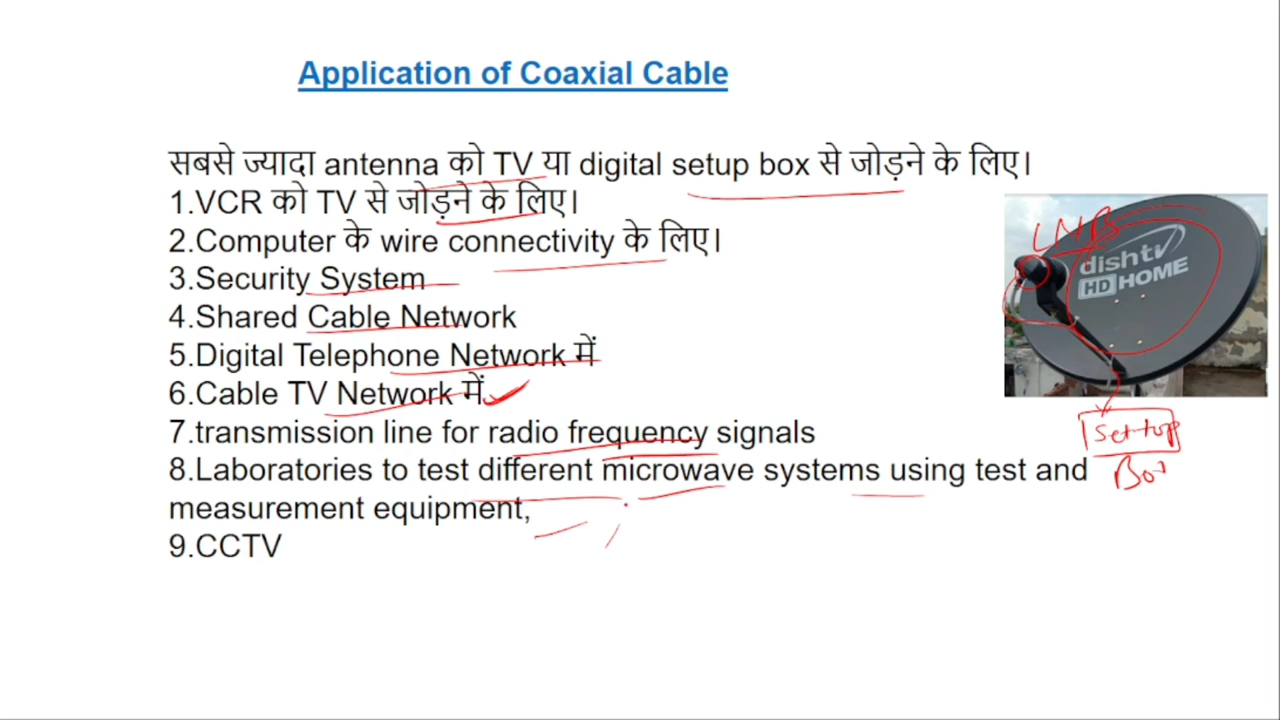 Application of Coaxial Cable
सबसे ज्यादा antenna को TV या digital setup box से जोड़ने के लिए।
1.VCR को TV से जोड़ने के लिए।
2.Computer के wire connectivity के लिए।
3.Security System
4.Shared Cable Network
5.Digital Telephone Network में
6.Cable TV Network में
7.transmission line for radio frequency signals
8.Laboratories to test different microwave systems using test and
measurement equipment,
9.CCTV
LNB
dishtv
HD HOME
Set top
Box